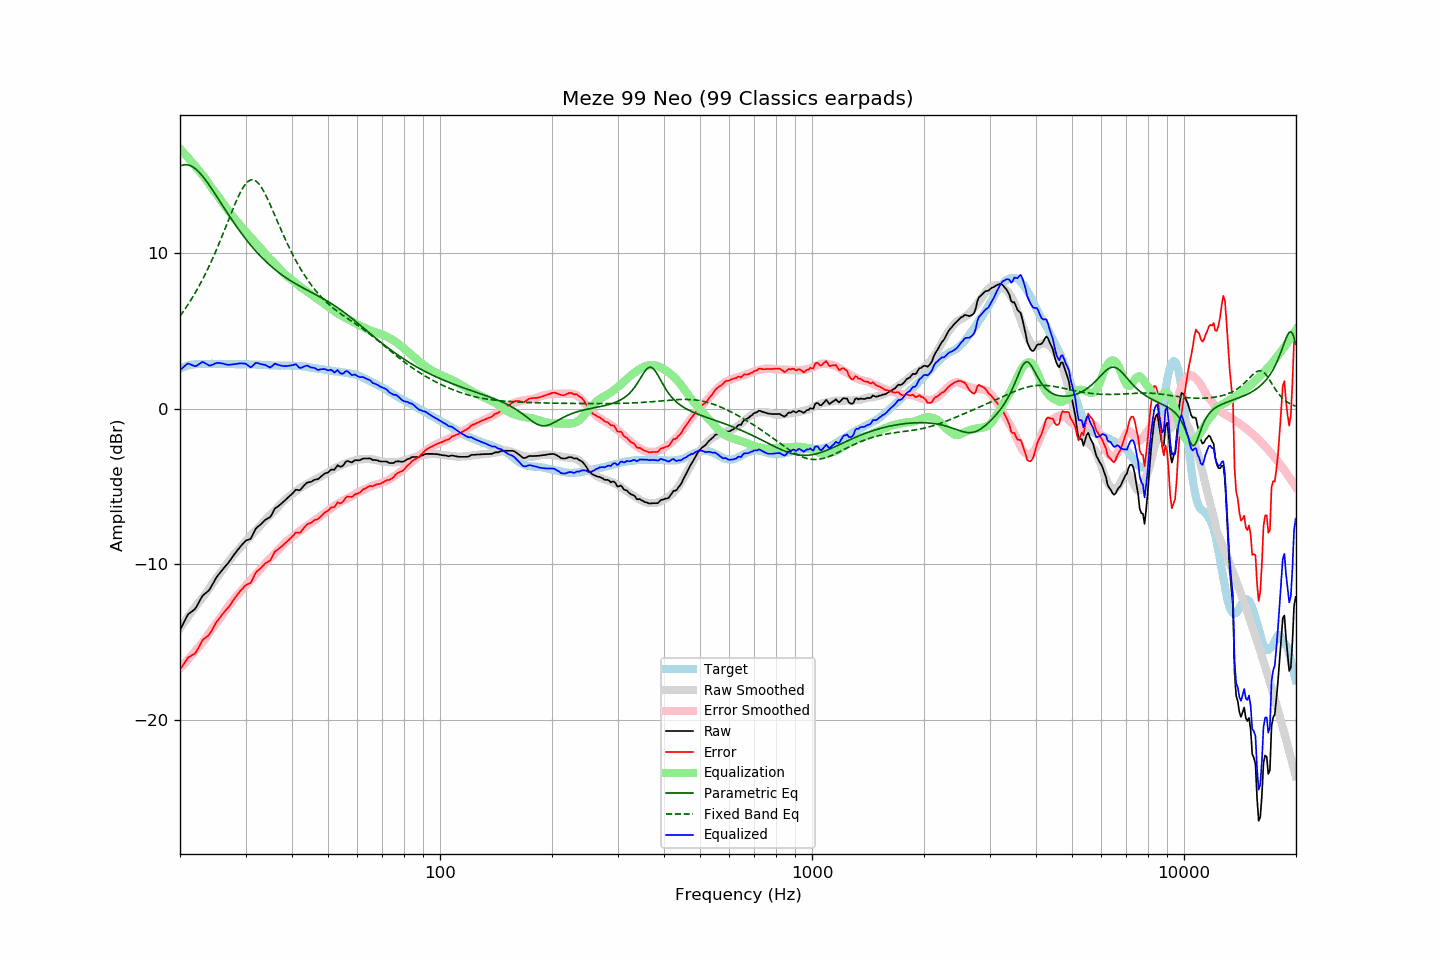 Meze 99 Neo (99 Classics earpads)
10
0
−10
−20
Amplitude (dBr)
Target
Raw Smoothed
Error Smoothed
Raw
Error
Equalization
Parametric Eq
Fixed Band Eq
Equalized
100
1000
10000
Frequency (Hz)